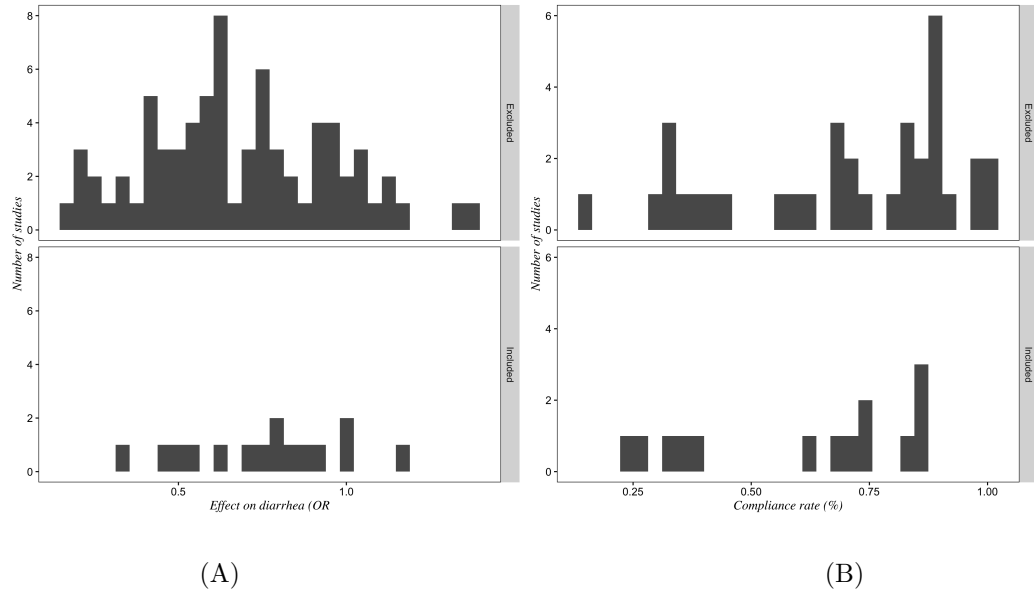 8
6
4
2
0
Excluded
8
6
4
2
0
Included
Number of studies
0.5 1.0
Effect on diarrhea (OR
(A)
6
4
2
0
Excluded
6
4
2
0
Included
Number of studies
0.25 0.50 0.75 1.00
Compliance rate (%)
(B)